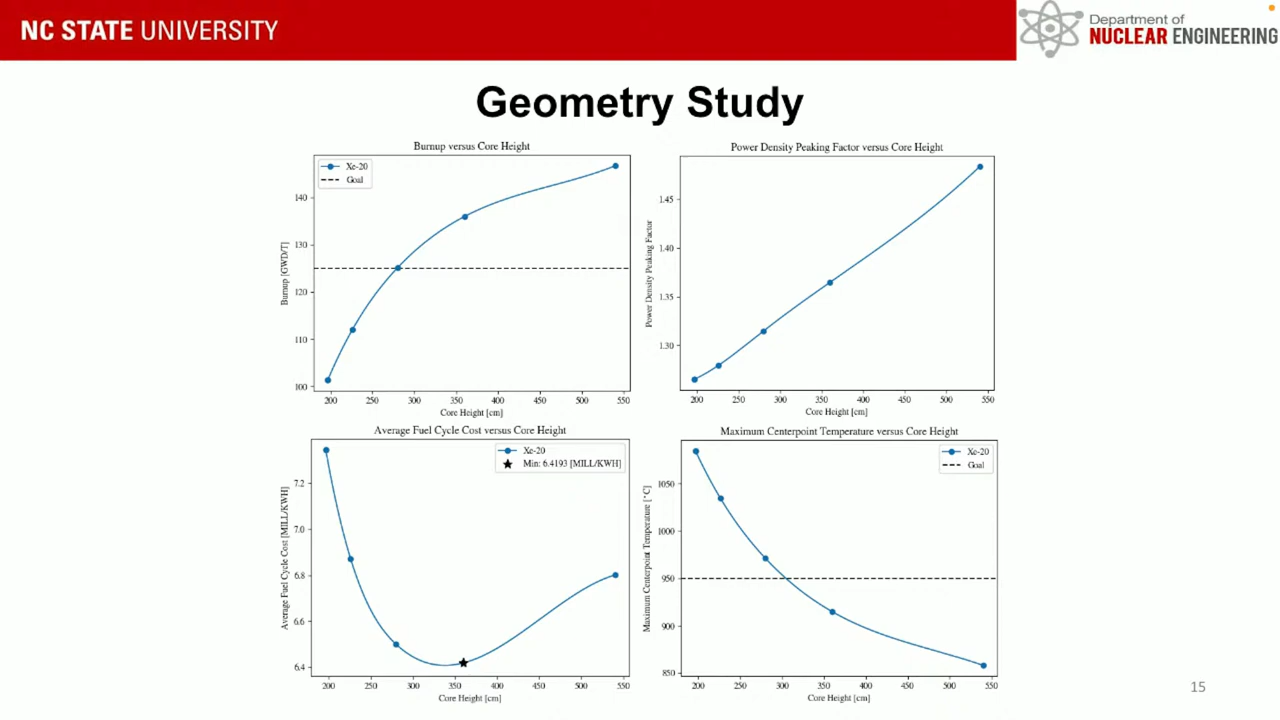 NC STATE UNIVERSITY
Department of
NUCLEAR ENGINEERING
Geometry Study
Burnup versus Core Height
Xe-20
Goal
140
130
120
110
100
Burnup [GWD/T]
200 250 300 350 400 450 500 550
Core Height [cm]
Power Density Peaking Factor versus Core Height
1.45
1.40
1.35
1.30
Power Density Peaking Factor
200 250 300 350 400 450 500 550
Core Height [cm]
Average Fuel Cycle Cost versus Core Height
Xe-20
Min: 6.4193 [MILL/KWH]
7.2
7.0
6.8
6.6
6.4
Average Fuel Cycle Cost [MILL/KWH]
200 250 300 350 400 450 500 550
Core Height [cm]
Maximum Centerpoint Temperature versus Core Height
Xe-20
Goal
1050
1000
950
900
850
Maximum Centerpoint Temperature [°C]
200 250 300 350 400 450 500 550
Core Height [cm]
15